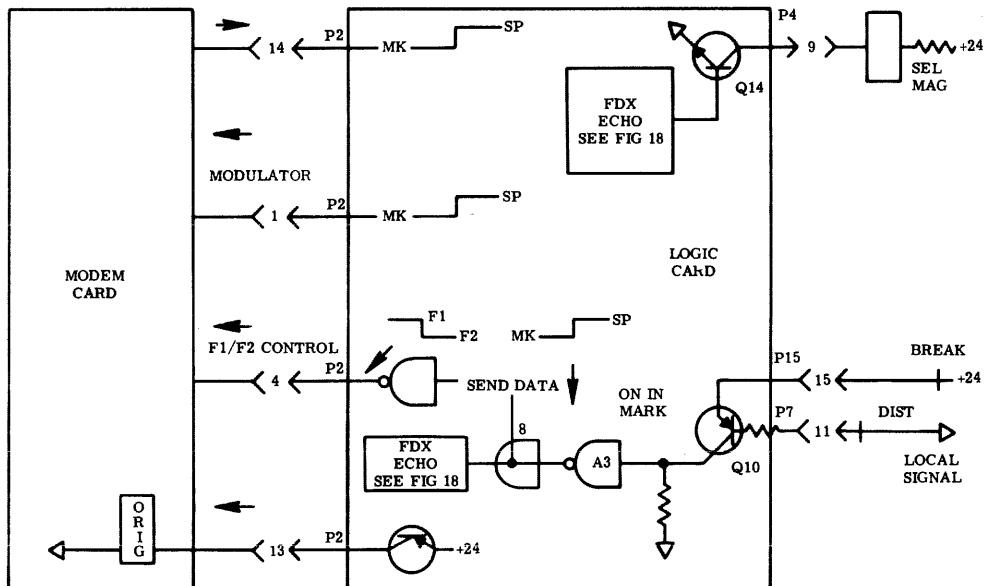 P4
14
P2
MK
SP
9
+24
SEL
MAG
Q14
FDX
ECHO
SEE FIG 18
MODULATOR
1
P2
MK
SP
MODEM
CARD
LOGIC
CARD
F1
F2
MK
SP
F1/F2 CONTROL
4
P2
P15
BREAK
15
+24
SEND DATA
ON IN
MARK
P7
DIST
11
8
A3
Q10
LOCAL
SIGNAL
FDX
ECHO
SEE FIG 18
ORIG
13
P2
+24